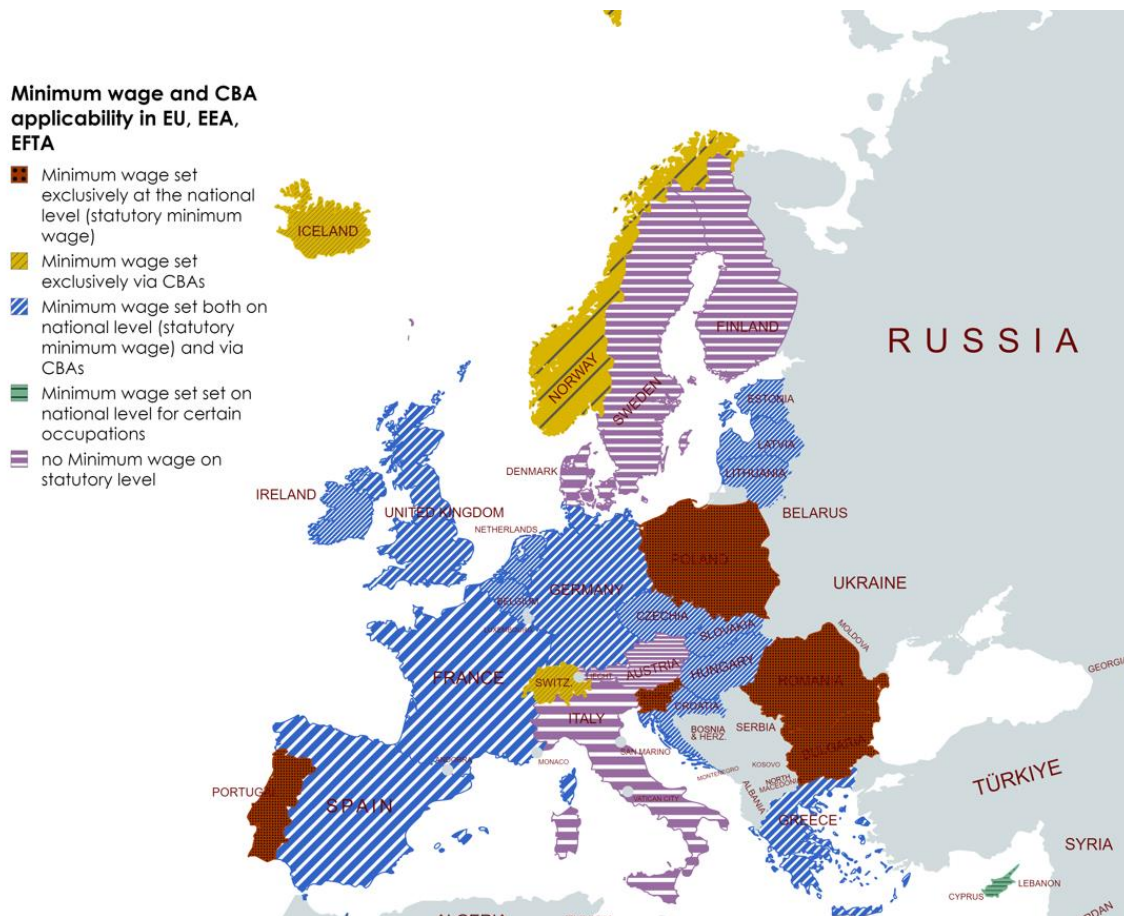 Minimum wage and CBA
applicability in EU, EEA,
EFTA
Minimum wage set
exclusively at the national
level (statutory minimum
wage)
Minimum wage set
exclusively via CBAs
Minimum wage set both on
national level (statutory
minimum wage) and via
CBAs
Minimum wage set set on
national level for certain
occupations
no Minimum wage on
statutory level
ICELAND
NORWAY
SWEDEN
FINLAND
RUSSIA
ESTONIA
LATVIA
LITHUANIA
DENMARK
IRELAND
UNITED KINGDOM
NETHERLANDS
BELARUS
POLAND
GERMANY
BELGIUM
LUXEMBOURG
UKRAINE
CZECHIA
SLOVAKIA
MOLDOVA
FRANCE
SWITZ.
LIECHT.
AUSTRIA
HUNGARY
ROMANIA
GEORGIA
ITALY
CROATIA
BOSNIA
& HERZ.
SERBIA
SAN MARINO
MONACO
ANDORRA
MONTENEGRO
KOSOVO
BULGARIA
NORTH
MACEDONIA
ALBANIA
VATICAN CITY
PORTUGAL
SPAIN
GREECE
TÜRKIYE
SYRIA
CYPRUS
LEBANON
ALGERIA